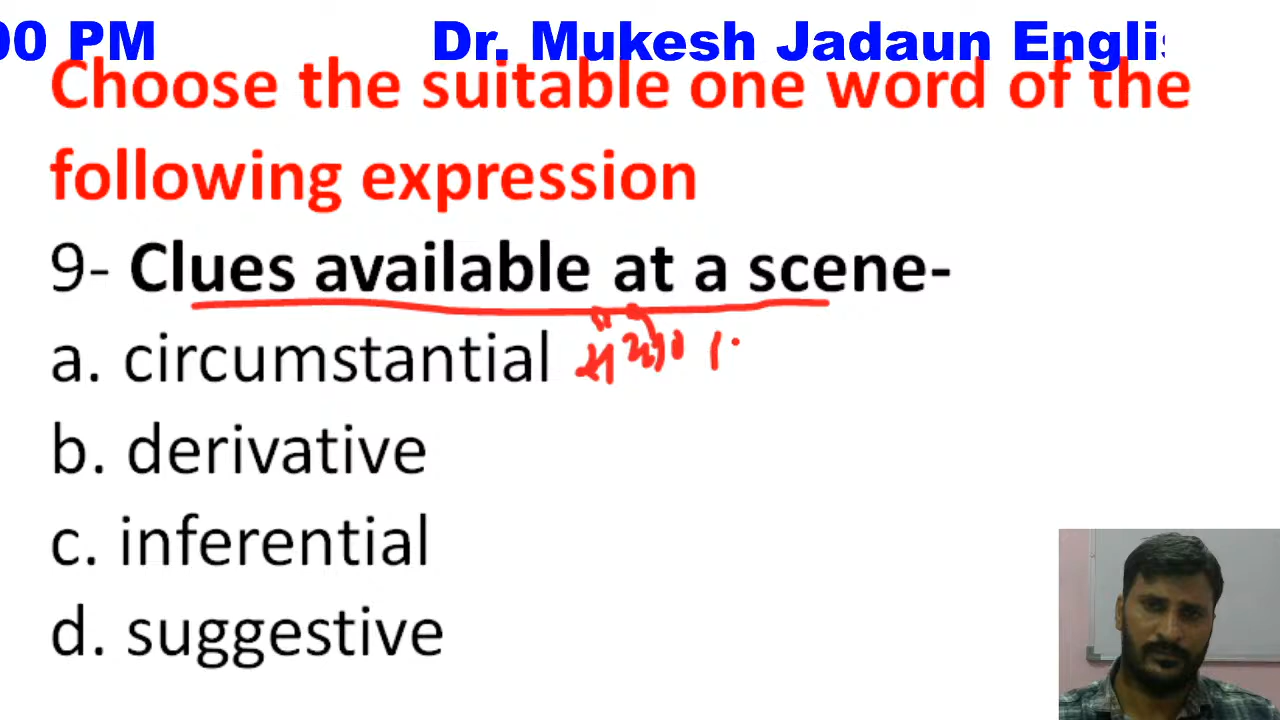 00 PM Dr. Mukesh Jadaun Englis
Choose the suitable one word of the
following expression
9- Clues available at a scene-
a. circumstantial
b. derivative
c. inferential
d. suggestive